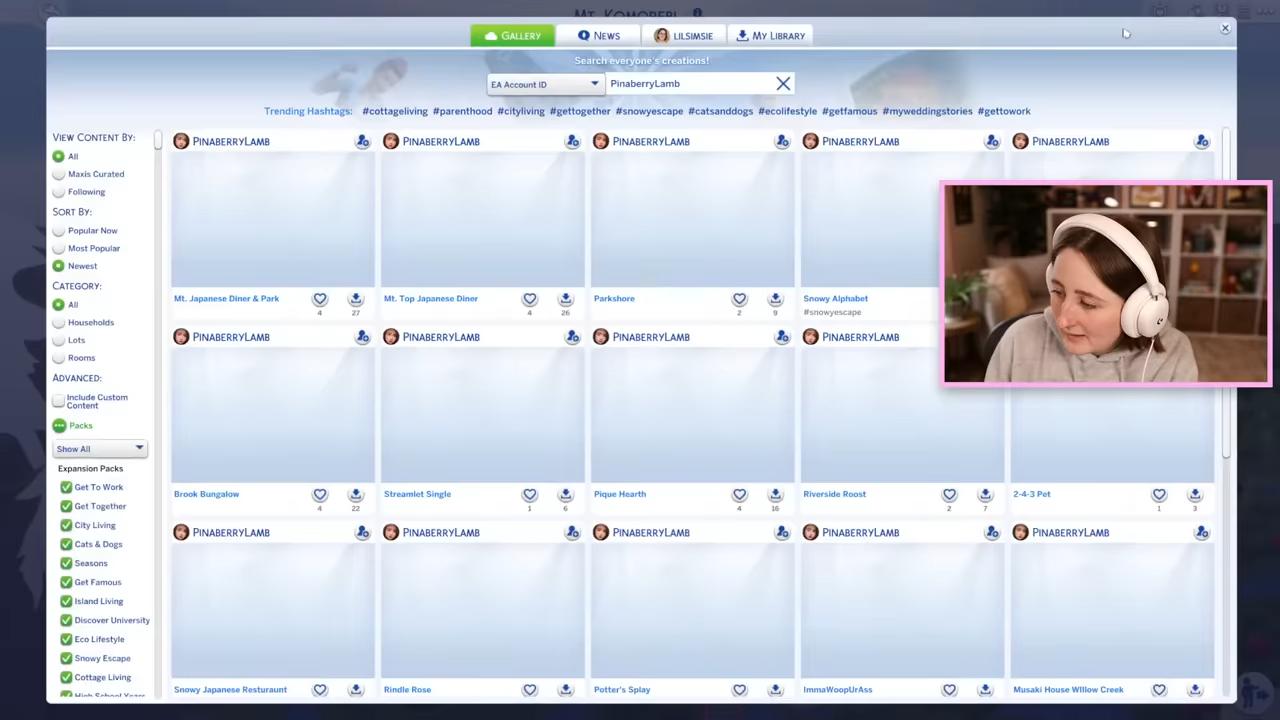 Mt. Komorebi
Gallery
News
lilsimsie
My Library
Search everyone's creations!
EA Account ID
PinaberryLamb
Trending Hashtags: #cottageliving #parenthood #cityliving #gettogether #snowyescape #catsanddogs #ecolifestyle #getfamous #myweddingstories #gettowork
View Content By:
All
Maxis Curated
Following
Sort By:
Popular Now
Most Popular
Newest
Category:
All
Households
Lots
Rooms
Advanced:
Include Custom
Content
Packs
Show All
Expansion Packs
Get To Work
Get Together
City Living
Cats & Dogs
Seasons
Get Famous
Island Living
Discover University
Eco Lifestyle
Snowy Escape
Cottage Living
High School Years
PinaberryLamb PinaberryLamb PinaberryLamb PinaberryLamb PinaberryLamb
Mt. Japanese Diner & Park 4 27
Mt. Top Japanese Diner 4 26
Parkshore 2 9
Snowy Alphabet
#snowyescape
PinaberryLamb PinaberryLamb PinaberryLamb PinaberryLamb
Brook Bungalow 4 22
Streamlet Single 1 6
Pique Hearth 4 16
Riverside Roost 2 7
2-4-3 Pet 1 3
PinaberryLamb PinaberryLamb PinaberryLamb PinaberryLamb PinaberryLamb
Snowy Japanese Resturaunt
Rindle Rose
Potter's Splay
ImmaWoopUrAss
Musaki House WIllow Creek